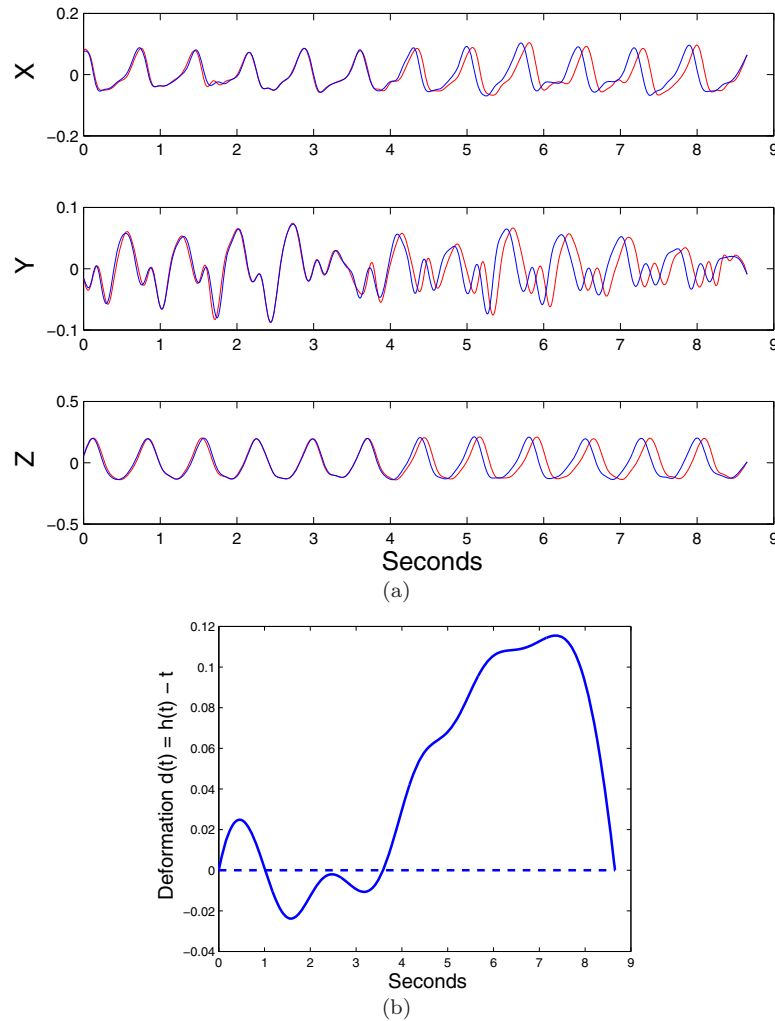 0.2
X
0
−0.2
0 1 2 3 4 5 6 7 8 9
0.1
Y
0
−0.1
0 1 2 3 4 5 6 7 8 9
0.5
Z
0
−0.5
0 1 2 3 4 5 6 7 8 9
Seconds
(a)
0.12
0.1
0.08
0.06
0.04
0.02
0
−0.02
−0.04
Deformation d(t) = h(t) − t
0 1 2 3 4 5 6 7 8 9
Seconds
(b)